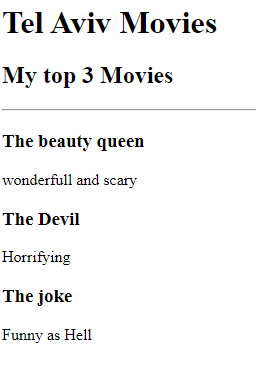 Tel Aviv Movies
My top 3 Movies
The beauty queen
wonderfull and scary
The Devil
Horrifying
The joke
Funny as Hell